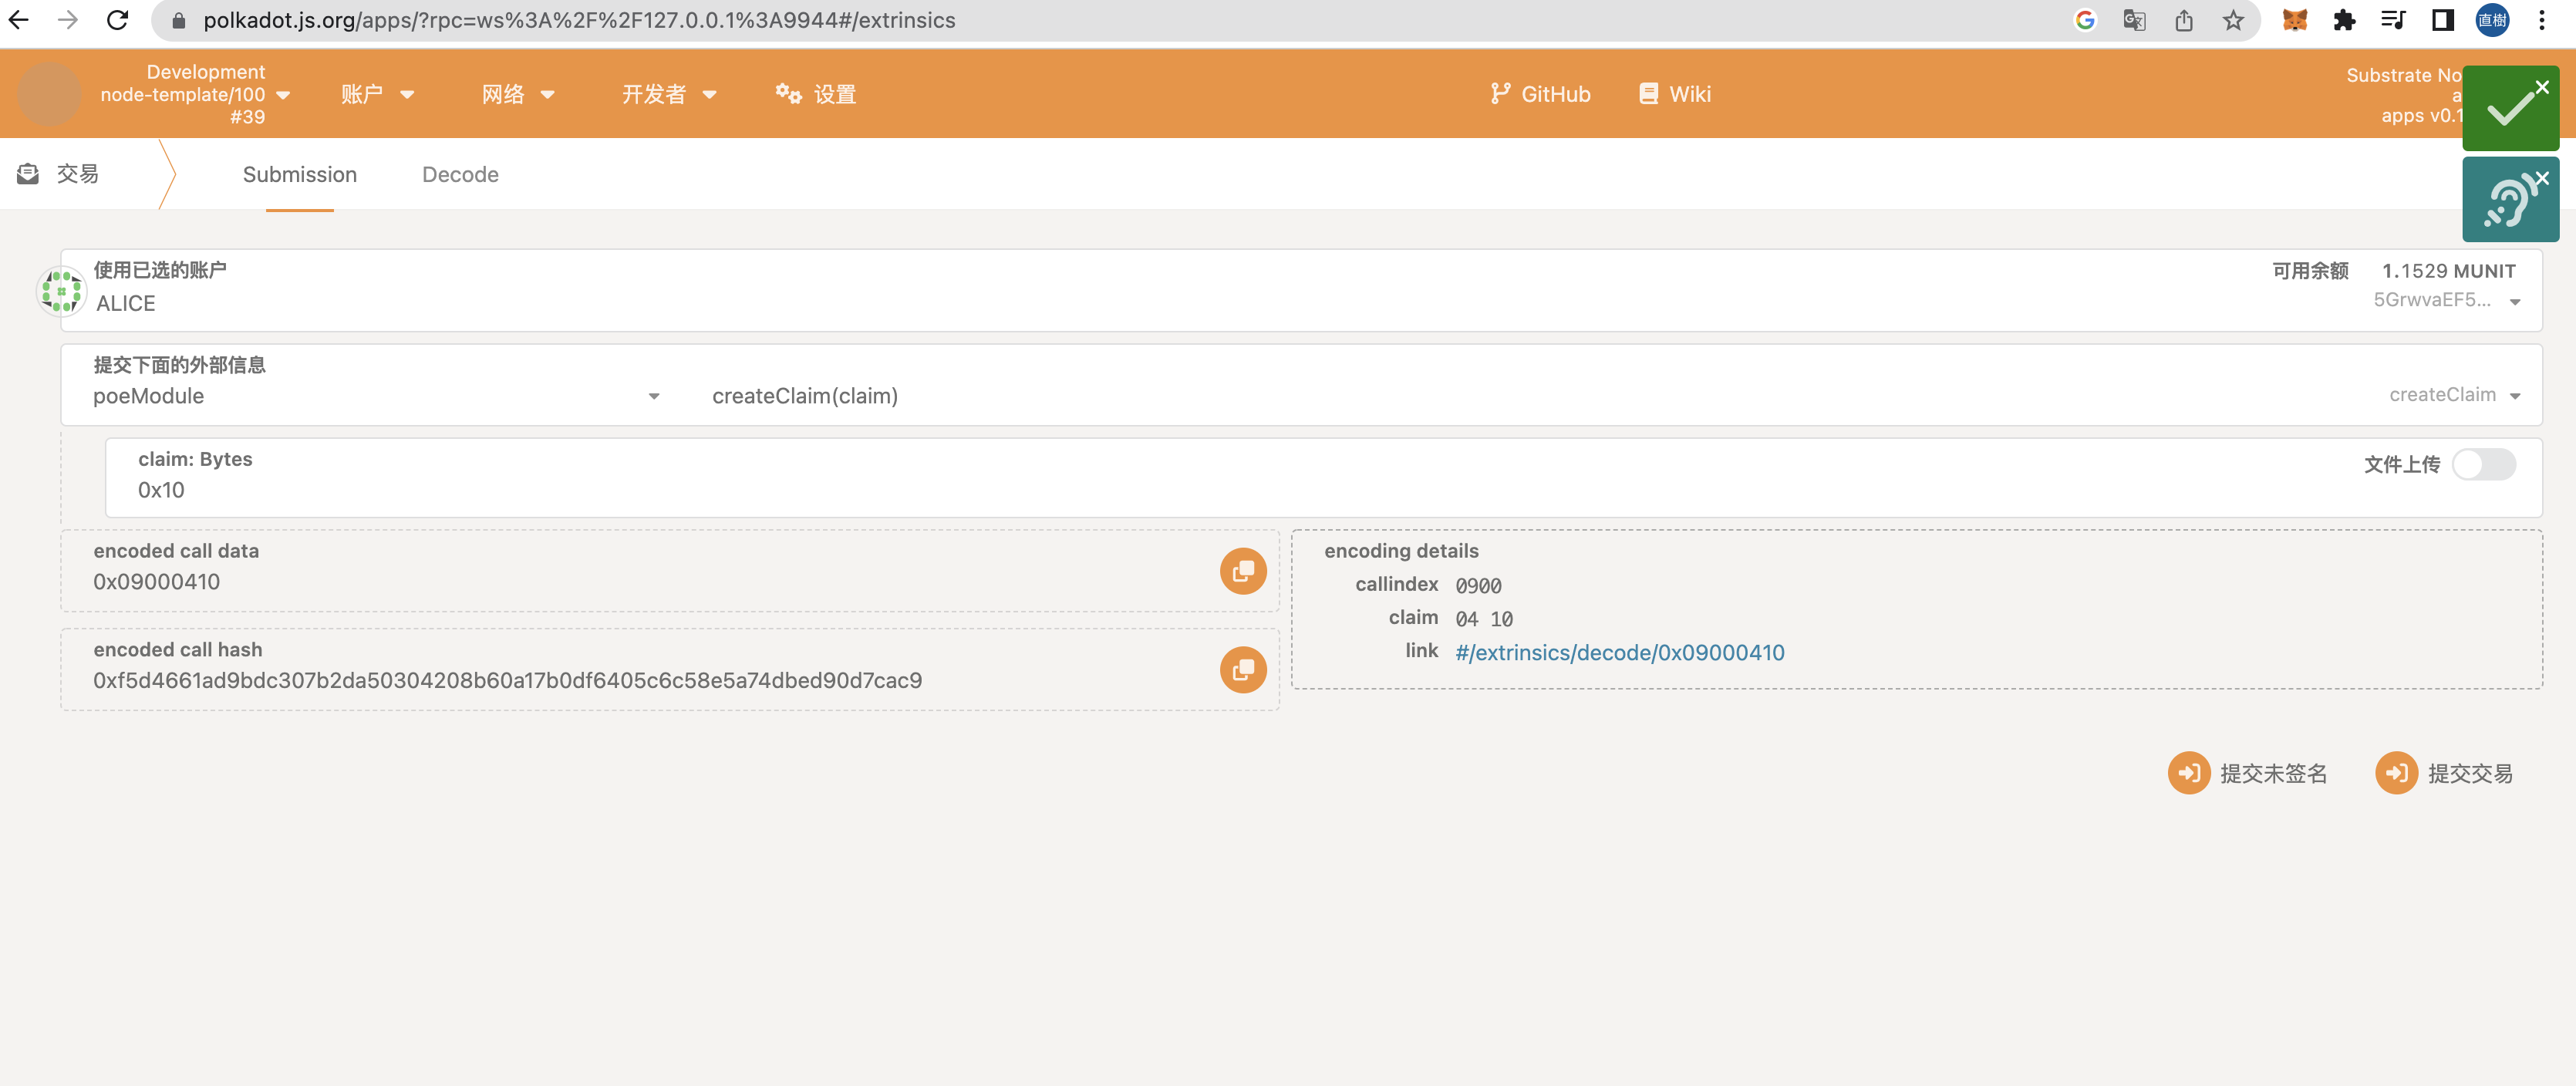 polkadot.js.org/apps/?rpc=ws%3A%2F%2F127.0.0.1%3A9944#/extrinsics
直樹
Development
node-template/100
#39
账户
网络
开发者
设置
GitHub
Wiki
Substrate No
a
apps v0.1
交易
Submission
Decode
使用已选的账户
ALICE
可用余额 1.1529 MUNIT
5GrwvaEF5...
提交下面的外部信息
poeModule
createClaim(claim)
createClaim
claim: Bytes
0x10
文件上传
encoded call data
0x09000410
encoded call hash
0xf5d4661ad9bdc307b2da50304208b60a17b0df6405c6c58e5a74dbed90d7cac9
encoding details
callindex 0900
claim 04 10
link #/extrinsics/decode/0x09000410
提交未签名
提交交易